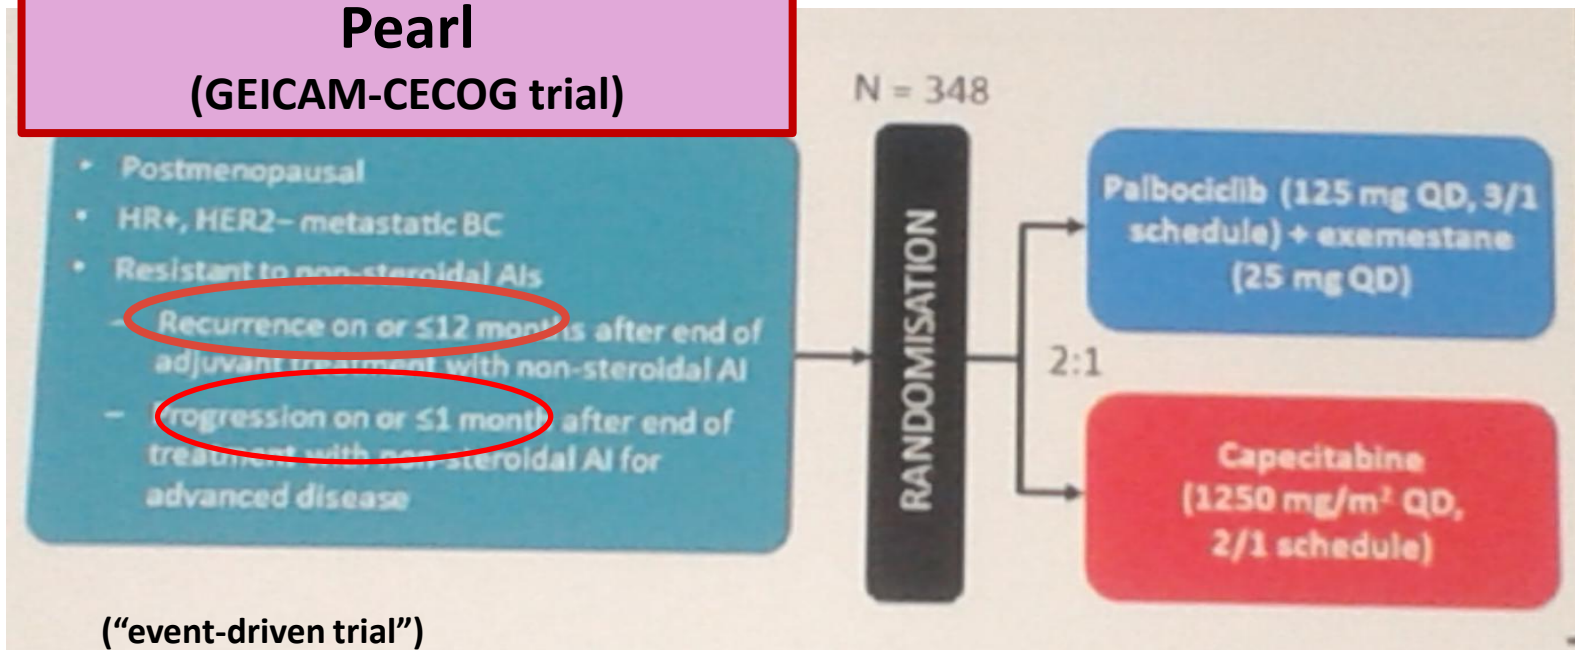 Pearl
(GEICAM-CECOG trial)
N = 348
• Postmenopausal
• HR+, HER2– metastatic BC
• Resistant to non-steroidal AIs
– Recurrence on or ≤12 months after end of
adjuvant treatment with non-steroidal AI
– Progression on or ≤1 month after end of
treatment with non-steroidal AI for
advanced disease
RANDOMISATION
2:1
Palbociclib (125 mg QD, 3/1
schedule) + exemestane
(25 mg QD)
Capecitabine
(1250 mg/m² QD,
2/1 schedule)
(“event-driven trial”)